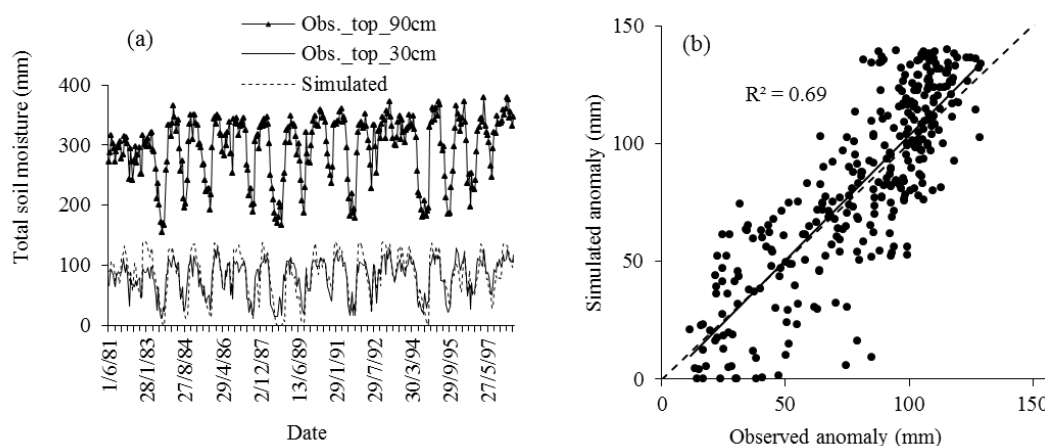 (a)
Obs._top_90cm
Obs._top_30cm
Simulated
Total soil moisture (mm)
400
300
200
100
0
1/6/81
28/1/83
27/8/84
29/4/86
2/12/87
13/6/89
29/1/91
29/7/92
30/3/94
29/9/95
27/5/97
Date
(b)
R² = 0.69
Simulated anomaly (mm)
150
100
50
0
0
50
100
150
Observed anomaly (mm)